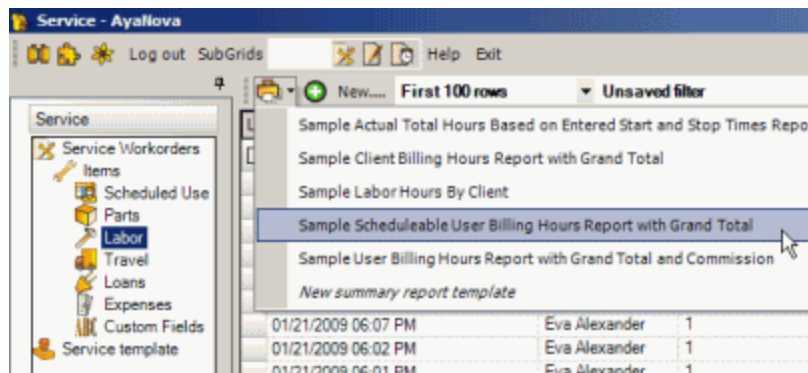 Service - AyaNova
Log out SubGrids Help Exit
New.... First 100 rows Unsaved filter
Service
Service Workorders
Items
Scheduled Use
Parts
Labor
Travel
Loans
Expenses
Custom Fields
Service template
Sample Actual Total Hours Based on Entered Start and Stop Times Repo
Sample Client Billing Hours Report with Grand Total
Sample Labor Hours By Client
Sample Scheduleable User Billing Hours Report with Grand Total
Sample User Billing Hours Report with Grand Total and Commission
New summary report template
01/21/2009 06:07 PM Eva Alexander 1
01/21/2009 06:02 PM Eva Alexander 1
01/21/2009 06:01 PM Eva Alexander 1